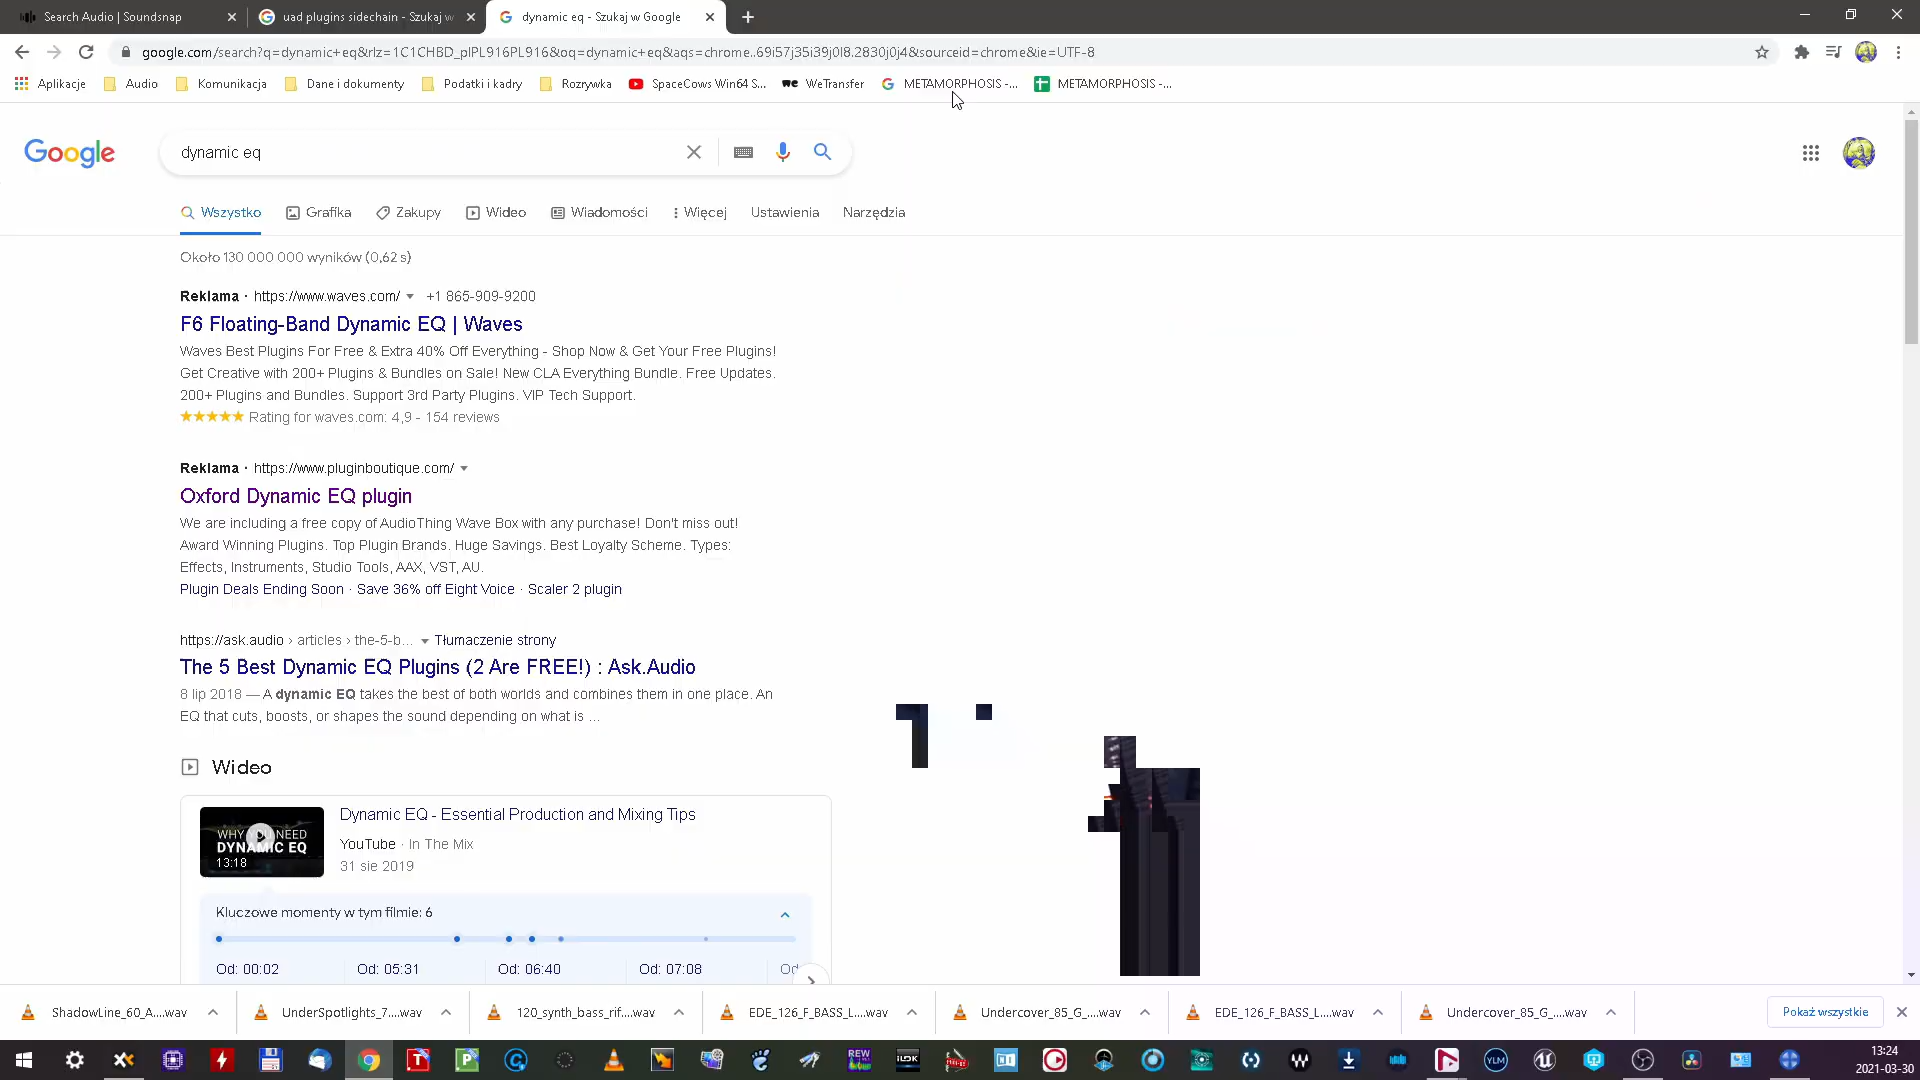 Search Audio | Soundsnap
uad plugins sidechain - Szukaj w
dynamic eq - Szukaj w Google
google.com/search?q=dynamic+eq&rlz=1C1CHBD_plPL916PL916&oq=dynamic+eq&aqs=chrome..69i57j35i39j0l8.2830j0j4&sourceid=chrome&ie=UTF-8
Aplikacje
Audio
Komunikacja
Dane i dokumenty
Podatki i kadry
Rozrywka
SpaceCows Win64 S...
WeTransfer
METAMORPHOSIS -...
METAMORPHOSIS -...
Google
dynamic eq
Wszystko
Grafika
Zakupy
Wideo
Wiadomości
Więcej
Ustawienia
Narzędzia
Około 130 000 000 wyników (0,62 s)
Reklama · https://www.waves.com/ +1 865-909-9200
F6 Floating-Band Dynamic EQ | Waves
Waves Best Plugins For Free & Extra 40% Off Everything - Shop Now & Get Your Free Plugins!
Get Creative with 200+ Plugins & Bundles on Sale! New CLA Everything Bundle. Free Updates.
200+ Plugins and Bundles. Support 3rd Party Plugins. VIP Tech Support.
★★★★★ Rating for waves.com: 4,9 - 154 reviews
Reklama · https://www.pluginboutique.com/
Oxford Dynamic EQ plugin
We are including a free copy of AudioThing Wave Box with any purchase! Don't miss out!
Award Winning Plugins. Top Plugin Brands. Huge Savings. Best Loyalty Scheme. Types:
Effects, Instruments, Studio Tools, AAX, VST, AU.
Plugin Deals Ending Soon · Save 36% off Eight Voice · Scaler 2 plugin
https://ask.audio › articles › the-5-b... Tłumaczenie strony
The 5 Best Dynamic EQ Plugins (2 Are FREE!) : Ask.Audio
8 lip 2018 — A dynamic EQ takes the best of both worlds and combines them in one place. An
EQ that cuts, boosts, or shapes the sound depending on what is ...
Wideo
WHY YOU NEED
DYNAMIC EQ
13:18
Dynamic EQ - Essential Production and Mixing Tips
YouTube · In The Mix
31 sie 2019
Kluczowe momenty w tym filmie: 6
Od: 00:02
Od: 05:31
Od: 06:40
Od: 07:08
Od
ShadowLine_60_A....wav
UnderSpotlights_7....wav
120_synth_bass_rif....wav
EDE_126_F_BASS_L....wav
Undercover_85_G_....wav
EDE_126_F_BASS_L....wav
Undercover_85_G_....wav
Pokaż wszystkie
13:24
2021-03-30